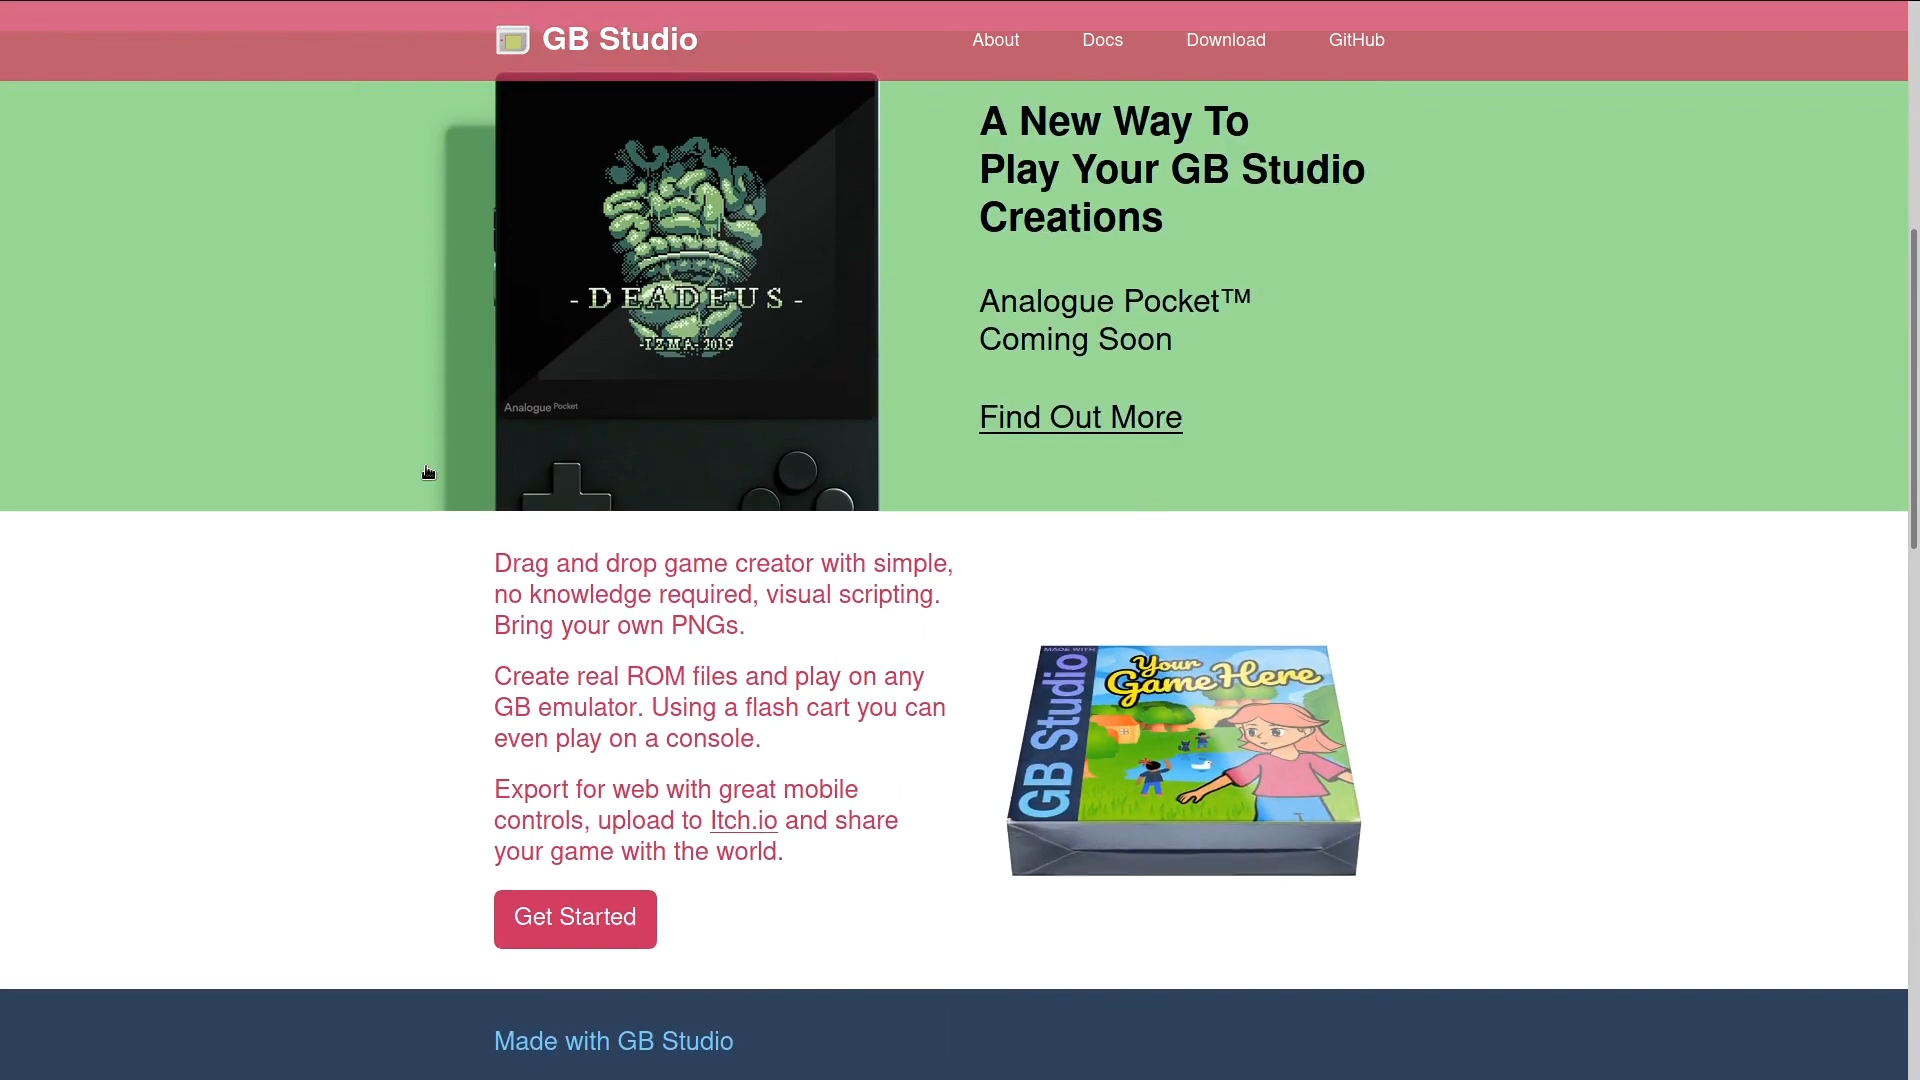 GB Studio
About
Docs
Download
GitHub
- DEADEUS -
-IZMA- 2019
Analogue Pocket
A New Way To
Play Your GB Studio
Creations
Analogue Pocket™
Coming Soon
Find Out More
Drag and drop game creator with simple,
no knowledge required, visual scripting.
Bring your own PNGs.
Create real ROM files and play on any
GB emulator. Using a flash cart you can
even play on a console.
Export for web with great mobile
controls, upload to Itch.io and share
your game with the world.
Get Started
MADE WITH
GB Studio
Your
Game Here
Made with GB Studio